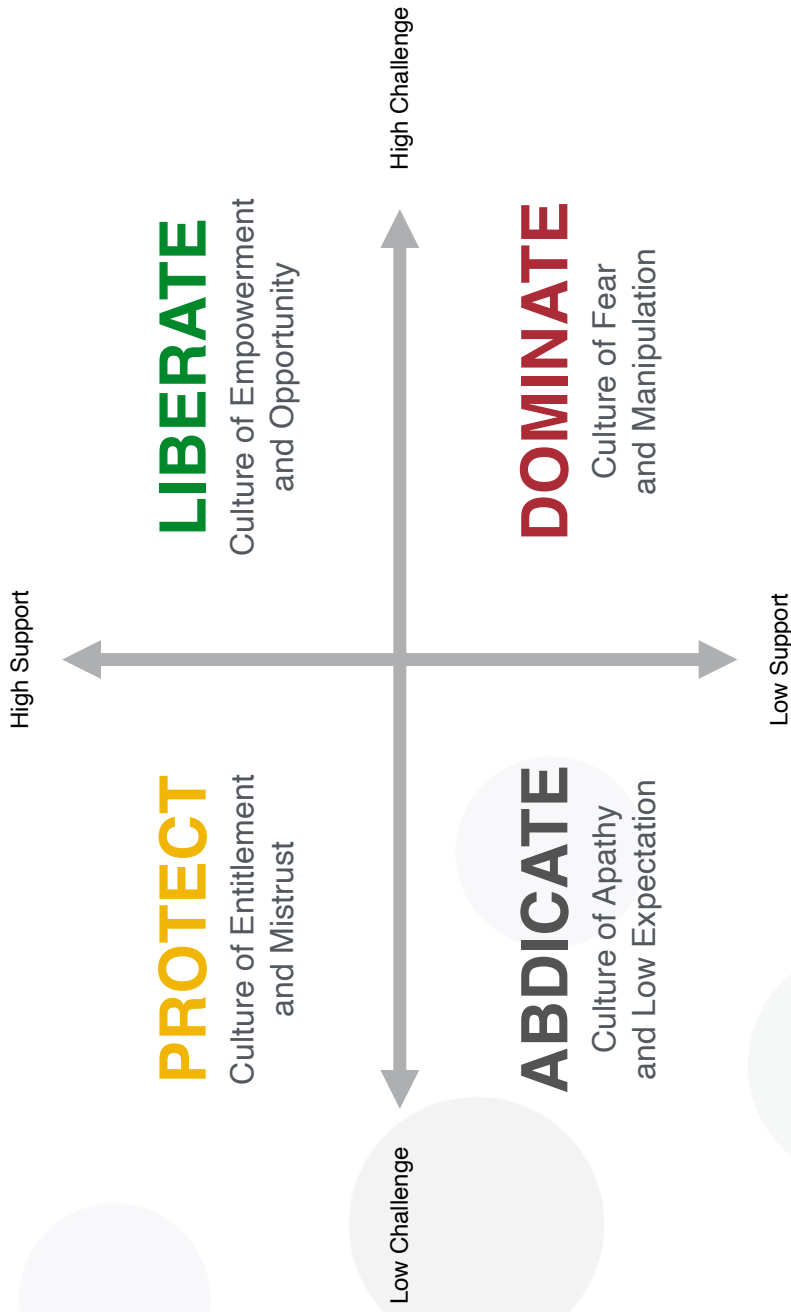 High Support
PROTECT
Culture of Entitlement
and Mistrust
LIBERATE
Culture of Empowerment
and Opportunity
Low Challenge
High Challenge
ABDICATE
Culture of Apathy
and Low Expectation
DOMINATE
Culture of Fear
and Manipulation
Low Support